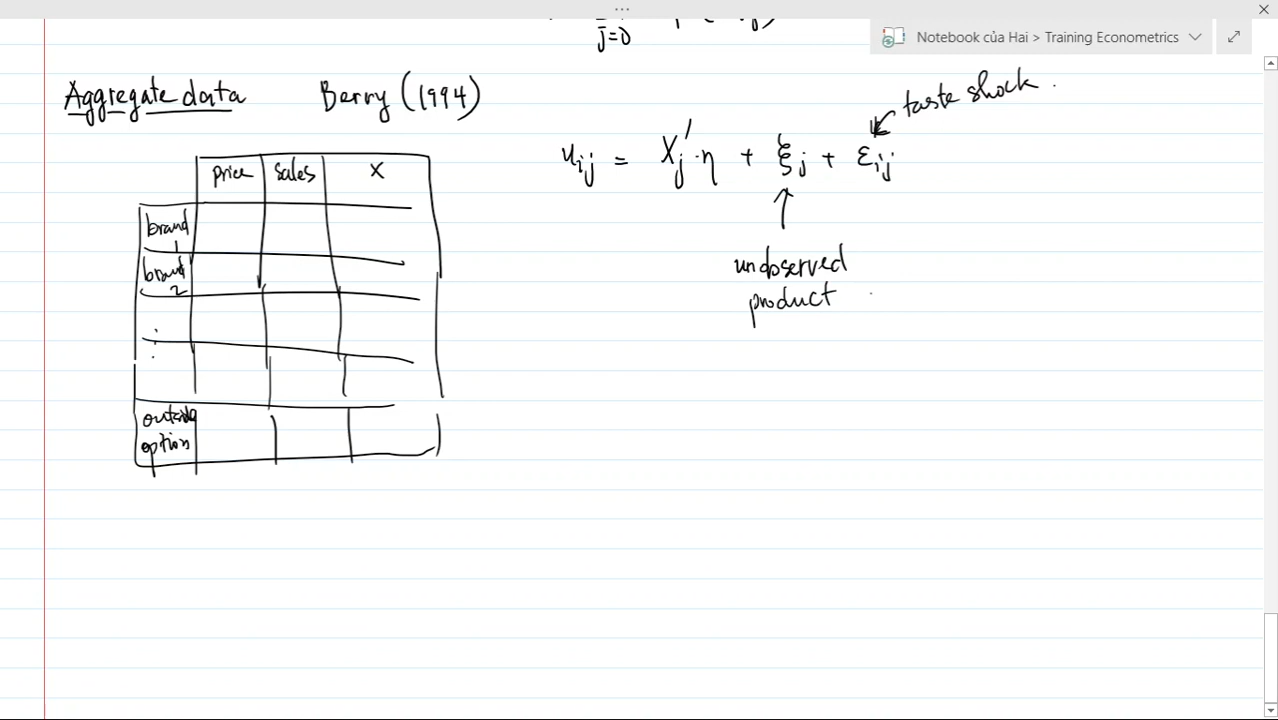 j=0
Notebook của Hai > Training Econometrics
Aggregate data Berry (1994)
taste shock.
u_ij = X_j' · η + ξ_j + ε_ij
price sales X
brand 1
brand 2
⋮
undoserved
product
outside
option